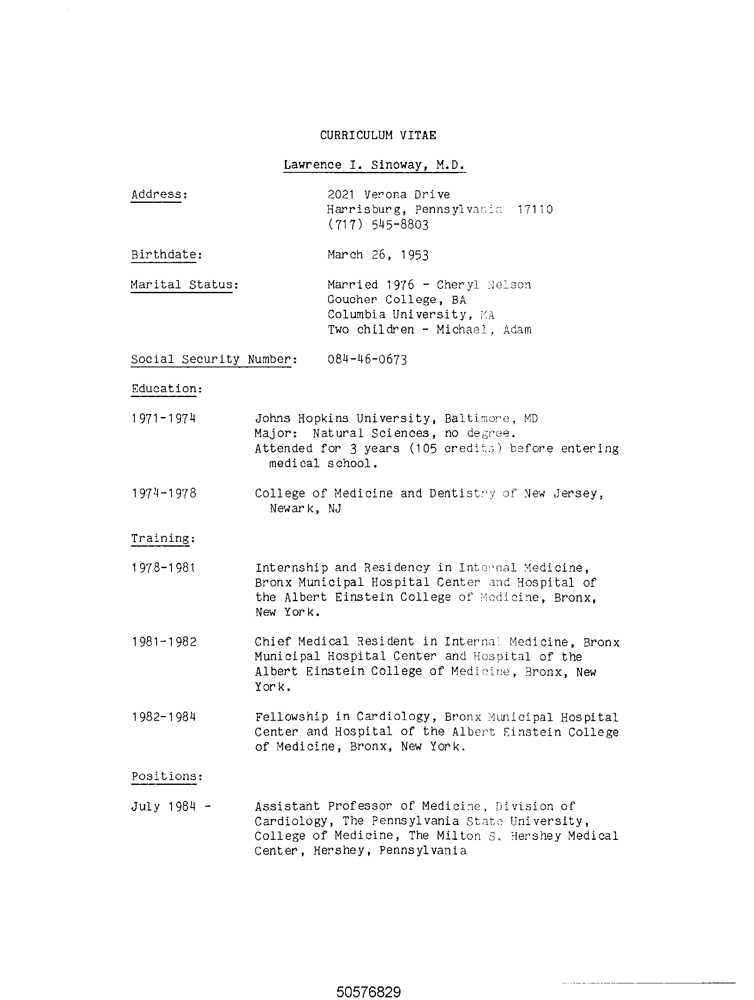 CURRICULUM VITAE
Lawrence I. Sinoway, M.D.
Address: 2021 Verona Drive
Harrisburg, Pennsylvania 17110
(717) 545-8803
Birthdate: March 26, 1953
Marital Status: Married 1976 - Cheryl Nelson
Goucher College, BA
Columbia University, MA
Two children - Michael, Adam
Social Security Number: 084-46-0673
Education:
1971-1974 Johns Hopkins University, Baltimore, MD
Major: Natural Sciences, no degree.
Attended for 3 years (105 credits) before entering
medical school.
1974-1978 College of Medicine and Dentistry of New Jersey,
Newark, NJ
Training:
1978-1981 Internship and Residency in Internal Medicine,
Bronx Municipal Hospital Center and Hospital of
the Albert Einstein College of Medicine, Bronx,
New York.
1981-1982 Chief Medical Resident in Internal Medicine, Bronx
Municipal Hospital Center and Hospital of the
Albert Einstein College of Medicine, Bronx, New
York.
1982-1984 Fellowship in Cardiology, Bronx Municipal Hospital
Center and Hospital of the Albert Einstein College
of Medicine, Bronx, New York.
Positions:
July 1984 - Assistant Professor of Medicine, Division of
Cardiology, The Pennsylvania State University,
College of Medicine, The Milton S. Hershey Medical
Center, Hershey, Pennsylvania
50576829